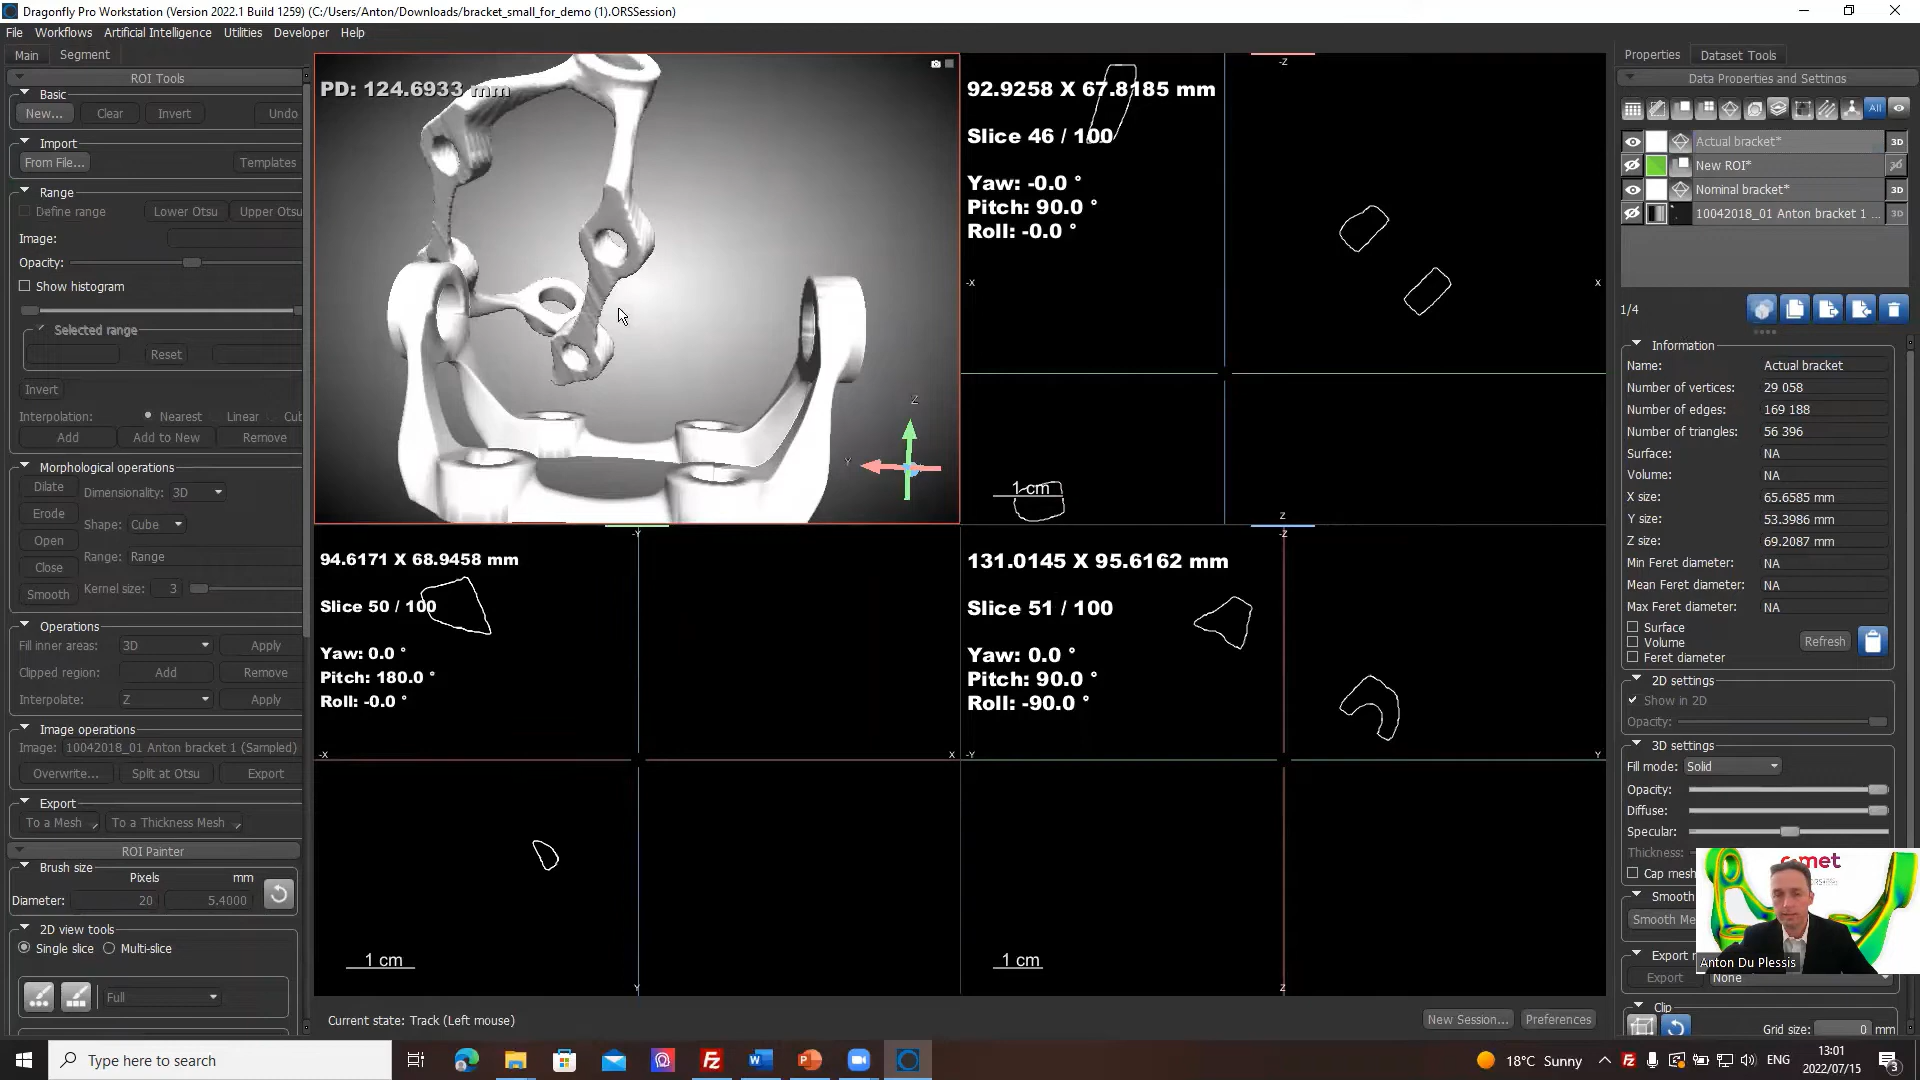 Dragonfly Pro Workstation (Version 2022.1 Build 1259) (C:/Users/Anton/Downloads/bracket_small_for_demo (1).ORSSession)
File Workflows Artificial Intelligence Utilities Developer Help
Main Segment
ROI Tools
Basic
New... Clear Invert Undo
Import
From File... Templates
Range
Define range Lower Otsu Upper Otsu
Image:
Opacity:
Show histogram
Selected range
Reset
Invert
Interpolation: Nearest Linear Cub
Add Add to New Remove
Morphological operations
Dilate Dimensionality: 3D
Erode Shape: Cube
Open
Close Range: Range
Smooth Kernel size: 3
Operations
Fill inner areas: 3D Apply
Clipped region: Add Remove
Interpolate: Z Apply
Image operations
Image: 10042018_01 Anton bracket 1 (Sampled)
Overwrite... Split at Otsu Export
Export
To a Mesh To a Thickness Mesh
ROI Painter
Brush size
Pixels mm
Diameter: 20 5.4000
2D view tools
Single slice Multi-slice
Full
PD: 124.6933 mm
Z
Y
92.9258 X 67.8185 mm
Slice 46 / 100
Yaw: -0.0 °
Pitch: 90.0 °
Roll: -0.0 °
-Z
-X X
1 cm
Z
94.6171 X 68.9458 mm
Slice 50 / 100
Yaw: 0.0 °
Pitch: 180.0 °
Roll: -0.0 °
-Y
-X X
1 cm
Y
131.0145 X 95.6162 mm
Slice 51 / 100
Yaw: 0.0 °
Pitch: 90.0 °
Roll: -90.0 °
-Z
-Y Y
1 cm
Z
Current state: Track (Left mouse)
New Session... Preferences
Properties Dataset Tools
Data Properties and Settings
All
Actual bracket* 3D
New ROI*
Nominal bracket* 3D
10042018_01 Anton bracket 1 ... 3D
1/4
Information
Name: Actual bracket
Number of vertices: 29 058
Number of edges: 169 188
Number of triangles: 56 396
Surface: NA
Volume: NA
X size: 65.6585 mm
Y size: 53.3986 mm
Z size: 69.2087 mm
Min Feret diameter: NA
Mean Feret diameter: NA
Max Feret diameter: NA
Surface
Volume
Feret diameter
Refresh
2D settings
Show in 2D
Opacity:
3D settings
Fill mode: Solid
Opacity:
Diffuse:
Specular:
Thickness:
Cap mesh
Smooth
Smooth Me
Export
Export None
Clip
Grid size: 0 mm
Anton Du Plessis
Type here to search
18°C Sunny
ENG
13:01
2022/07/15
3